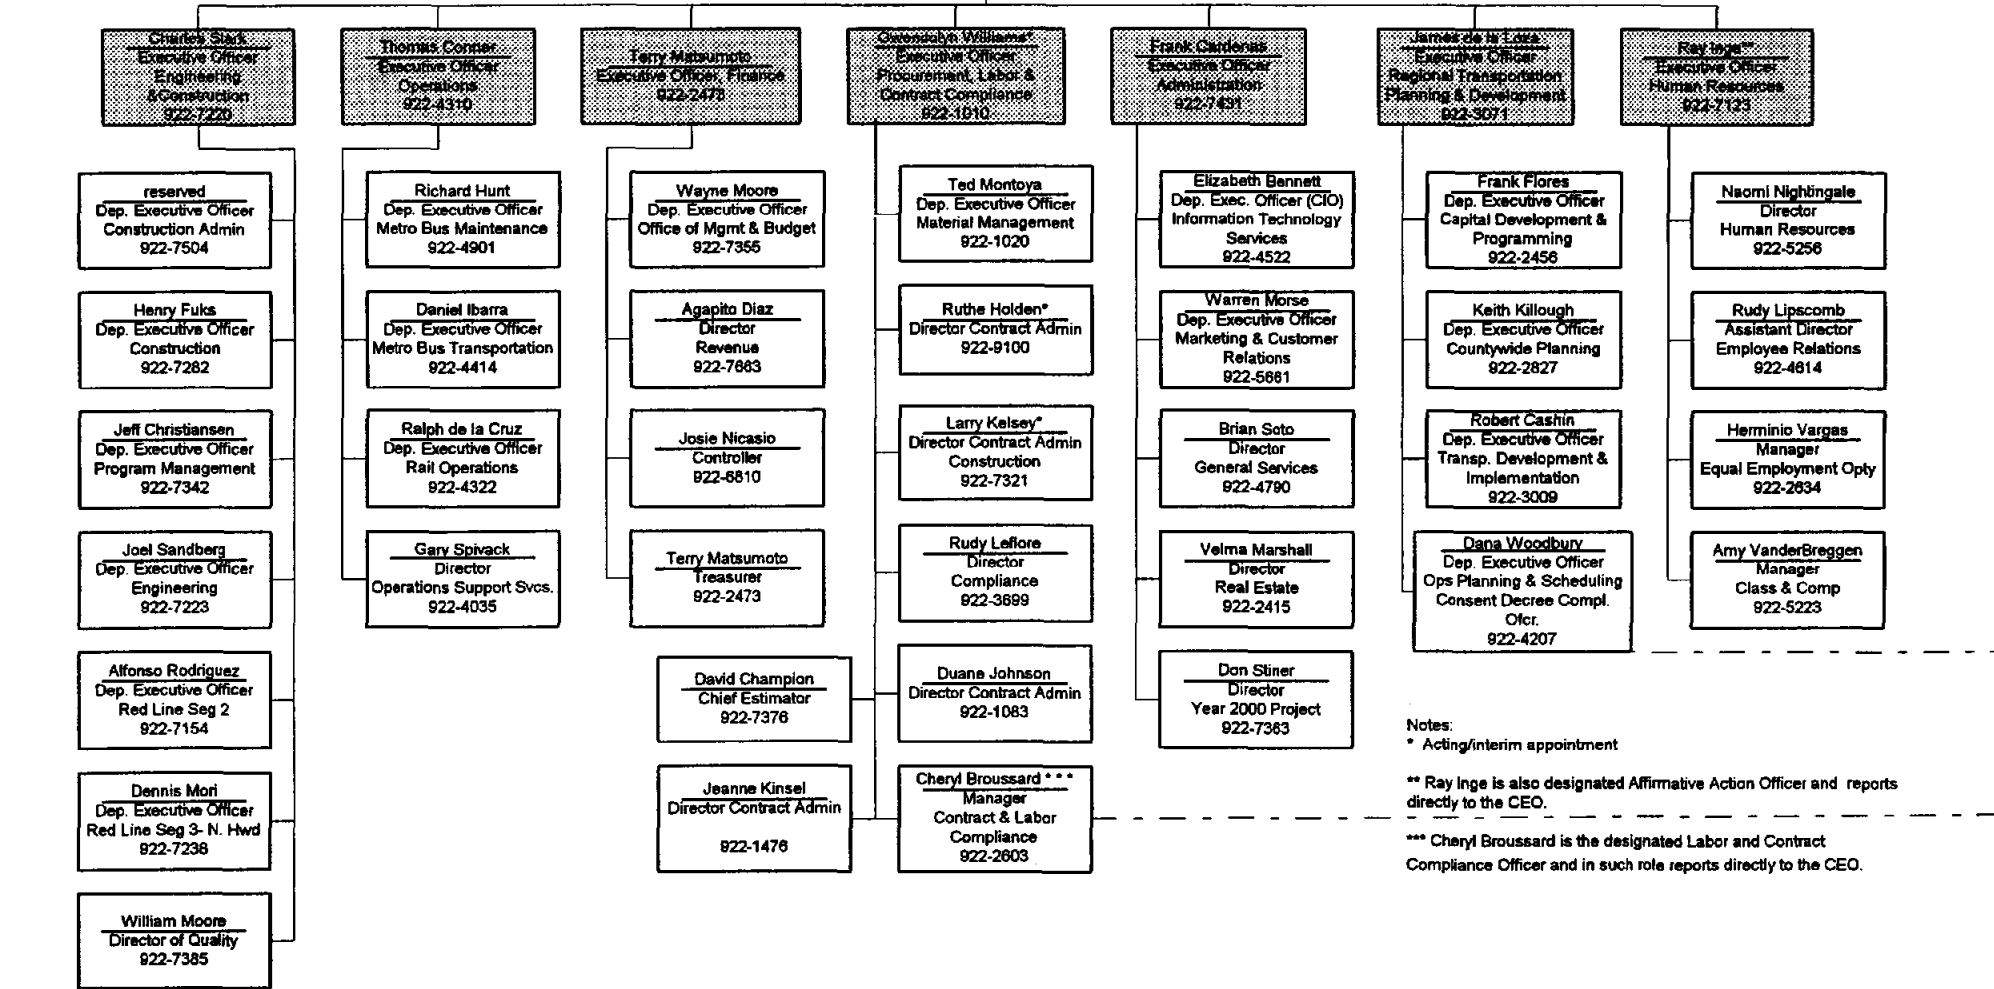 Charles Stark
Executive Officer
Engineering
&Construction
922-7220
Thomas Conner
Executive Officer
Operations
922-4310
Terry Matsumoto
Executive Officer, Finance
922-2473
Gwendolyn Williams*
Executive Officer
Procurement, Labor &
Contract Compliance
922-1010
Frank Cardenas
Executive Officer
Administration
922-7431
James de la Loza
Executive Officer
Regional Transportation
Planning & Development
922-3071
Ray Inge**
Executive Officer
Human Resources
922-7123
reserved
Dep. Executive Officer
Construction Admin
922-7504
Henry Fuks
Dep. Executive Officer
Construction
922-7282
Jeff Christiansen
Dep. Executive Officer
Program Management
922-7342
Joel Sandberg
Dep. Executive Officer
Engineering
922-7223
Alfonso Rodriguez
Dep. Executive Officer
Red Line Seg 2
922-7154
Dennis Mori
Dep. Executive Officer
Red Line Seg 3- N. Hwd
922-7238
William Moore
Director of Quality
922-7385
Richard Hunt
Dep. Executive Officer
Metro Bus Maintenance
922-4901
Daniel Ibarra
Dep. Executive Officer
Metro Bus Transportation
922-4414
Ralph de la Cruz
Dep. Executive Officer
Rail Operations
922-4322
Gary Spivack
Director
Operations Support Svcs.
922-4035
Wayne Moore
Dep. Executive Officer
Office of Mgmt & Budget
922-7355
Agapito Diaz
Director
Revenue
922-7663
Josie Nicasio
Controller
922-6810
Terry Matsumoto
Treasurer
922-2473
Ted Montoya
Dep. Executive Officer
Material Management
922-1020
Ruthe Holden*
Director Contract Admin
922-9100
Larry Kelsey*
Director Contract Admin
Construction
922-7321
Rudy Leflore
Director
Compliance
922-3699
David Champion
Chief Estimator
922-7376
Duane Johnson
Director Contract Admin
922-1083
Jeanne Kinsel
Director Contract Admin
922-1476
Cheryl Broussard * * *
Manager
Contract & Labor
Compliance
922-2603
Elizabeth Bennett
Dep. Exec. Officer (CIO)
Information Technology
Services
922-4522
Warren Morse
Dep. Executive Officer
Marketing & Customer
Relations
922-5661
Brian Soto
Director
General Services
922-4790
Velma Marshall
Director
Real Estate
922-2415
Don Stiner
Director
Year 2000 Project
922-7363
Frank Flores
Dep. Executive Officer
Capital Development &
Programming
922-2456
Keith Killough
Dep. Executive Officer
Countywide Planning
922-2827
Robert Cashin
Dep. Executive Officer
Transp. Development &
Implementation
922-3009
Dana Woodbury
Dep. Executive Officer
Ops Planning & Scheduling
Consent Decree Compl.
Ofcr.
922-4207
Naomi Nightingale
Director
Human Resources
922-5256
Rudy Lipscomb
Assistant Director
Employee Relations
922-4614
Herminio Vargas
Manager
Equal Employment Opty
922-2634
Amy VanderBreggen
Manager
Class & Comp
922-5223
Notes:
* Acting/interim appointment
** Ray Inge is also designated Affirmative Action Officer and reports
directly to the CEO.
*** Cheryl Broussard is the designated Labor and Contract
Compliance Officer and in such role reports directly to the CEO.